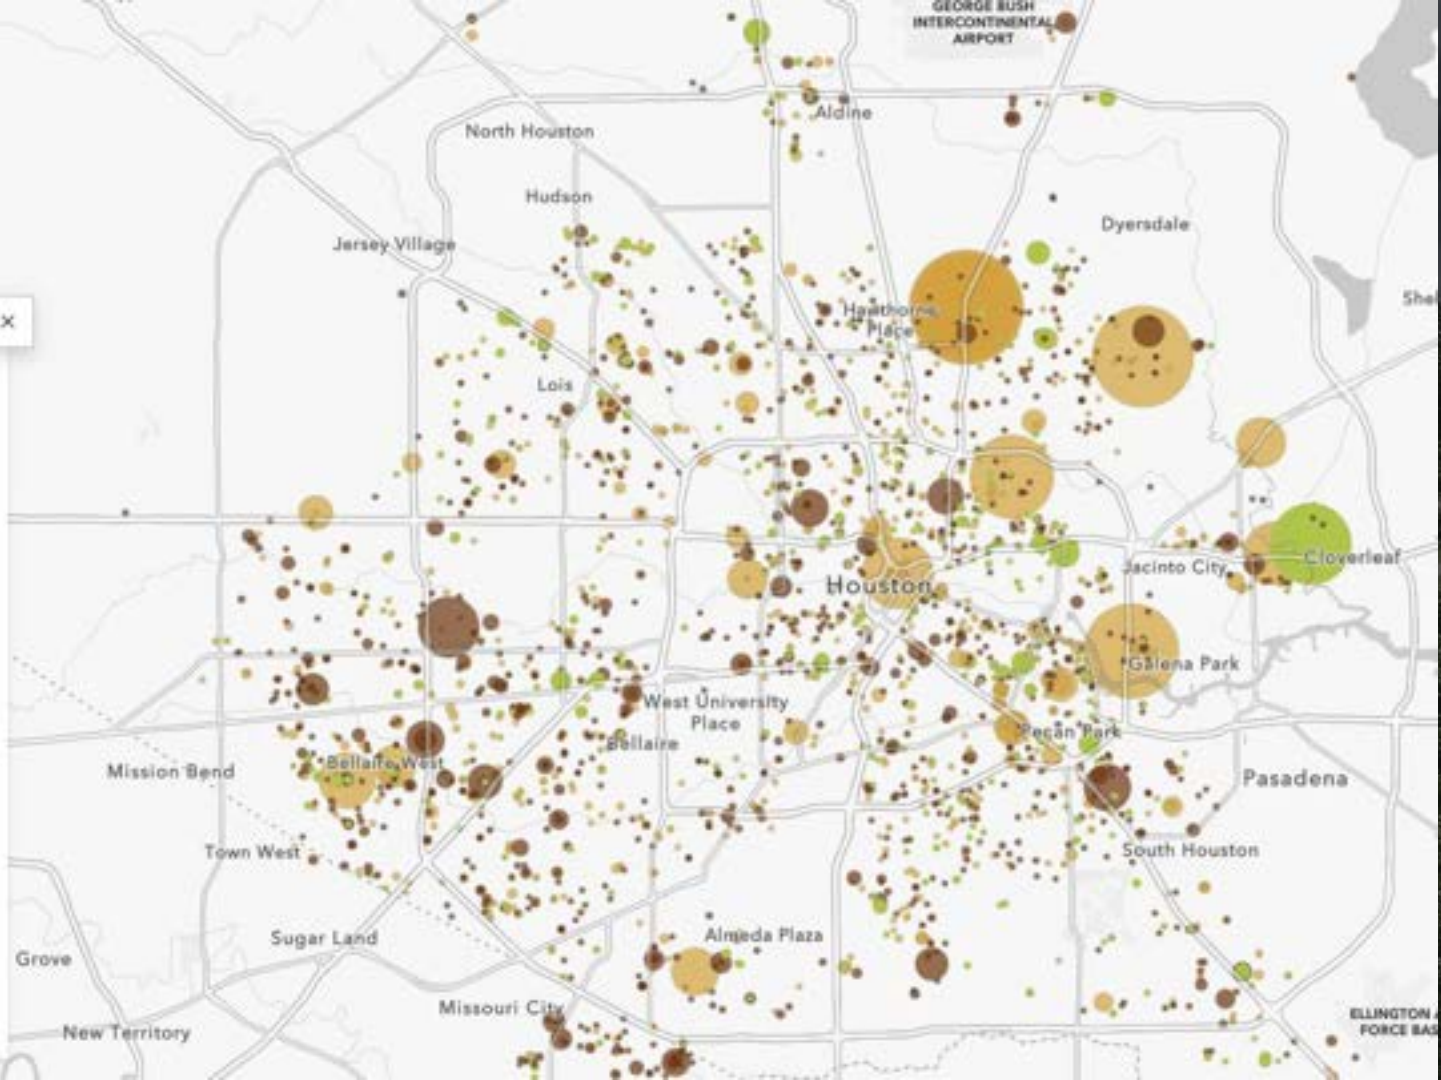 GEORGE BUSH
INTERCONTINENTAL
AIRPORT
Aldine
North Houston
Hudson
Dyersdale
Jersey Village
Hawthorne
Place
×
Lois
Houston
Jacinto City
Cloverleaf
Galena Park
West University
Place
Bellaire
Pecan Park
Mission Bend
Bellaire West
Pasadena
Town West
South Houston
Sugar Land
Almeda Plaza
Grove
Missouri City
New Territory
ELLINGTON
FORCE BAS